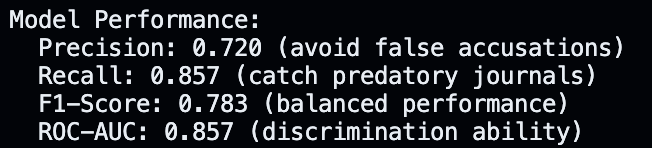 Model Performance:
  Precision: 0.720 (avoid false accusations)
  Recall: 0.857 (catch predatory journals)
  F1-Score: 0.783 (balanced performance)
  ROC-AUC: 0.857 (discrimination ability)